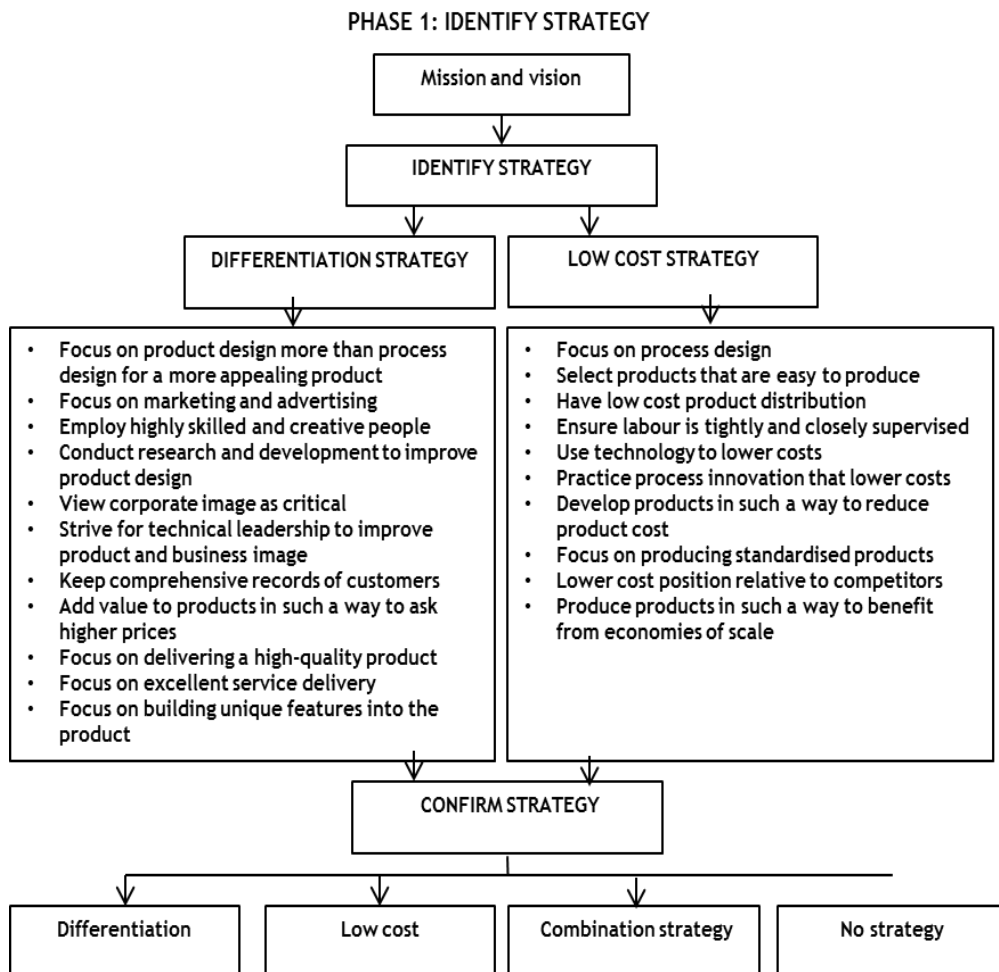 PHASE 1: IDENTIFY STRATEGY
Mission and vision
IDENTIFY STRATEGY
DIFFERENTIATION STRATEGY
LOW COST STRATEGY
• Focus on product design more than process
design for a more appealing product
• Focus on marketing and advertising
• Employ highly skilled and creative people
• Conduct research and development to improve
product design
• View corporate image as critical
• Strive for technical leadership to improve
product and business image
• Keep comprehensive records of customers
• Add value to products in such a way to ask
higher prices
• Focus on delivering a high-quality product
• Focus on excellent service delivery
• Focus on building unique features into the
product
• Focus on process design
• Select products that are easy to produce
• Have low cost product distribution
• Ensure labour is tightly and closely supervised
• Use technology to lower costs
• Practice process innovation that lower costs
• Develop products in such a way to reduce
product cost
• Focus on producing standardised products
• Lower cost position relative to competitors
• Produce products in such a way to benefit
from economies of scale
CONFIRM STRATEGY
Differentiation
Low cost
Combination strategy
No strategy